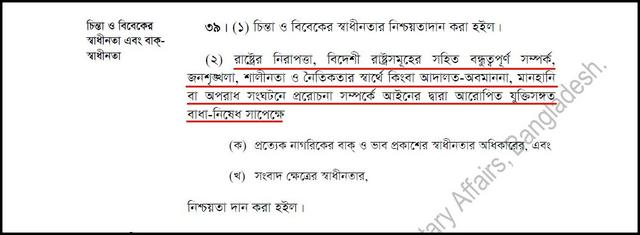 চিন্তা ও বিবেকের
স্বাধীনতা এবং বাক্-
স্বাধীনতা
৩৯। (১) চিন্তা ও বিবেকের স্বাধীনতার নিশ্চয়তাদান করা হইল।
(২) রাষ্ট্রের নিরাপত্তা, বিদেশী রাষ্ট্রসমূহের সহিত বন্ধুত্বপূর্ণ সম্পর্ক,
জনশৃঙ্খলা, শালীনতা ও নৈতিকতার স্বার্থে কিংবা আদালত-অবমাননা, মানহানি
বা অপরাধ সংঘটনে প্ররোচনা সম্পর্কে আইনের দ্বারা আরোপিত যুক্তিসঙ্গত
বাধা-নিষেধ সাপেক্ষে
(ক) প্রত্যেক নাগরিকের বাক্ ও ভাব প্রকাশের স্বাধীনতার অধিকারের, এবং
(খ) সংবাদ ক্ষেত্রের স্বাধীনতার,
নিশ্চয়তা দান করা হইল।
tary Affairs, Bangladesh.